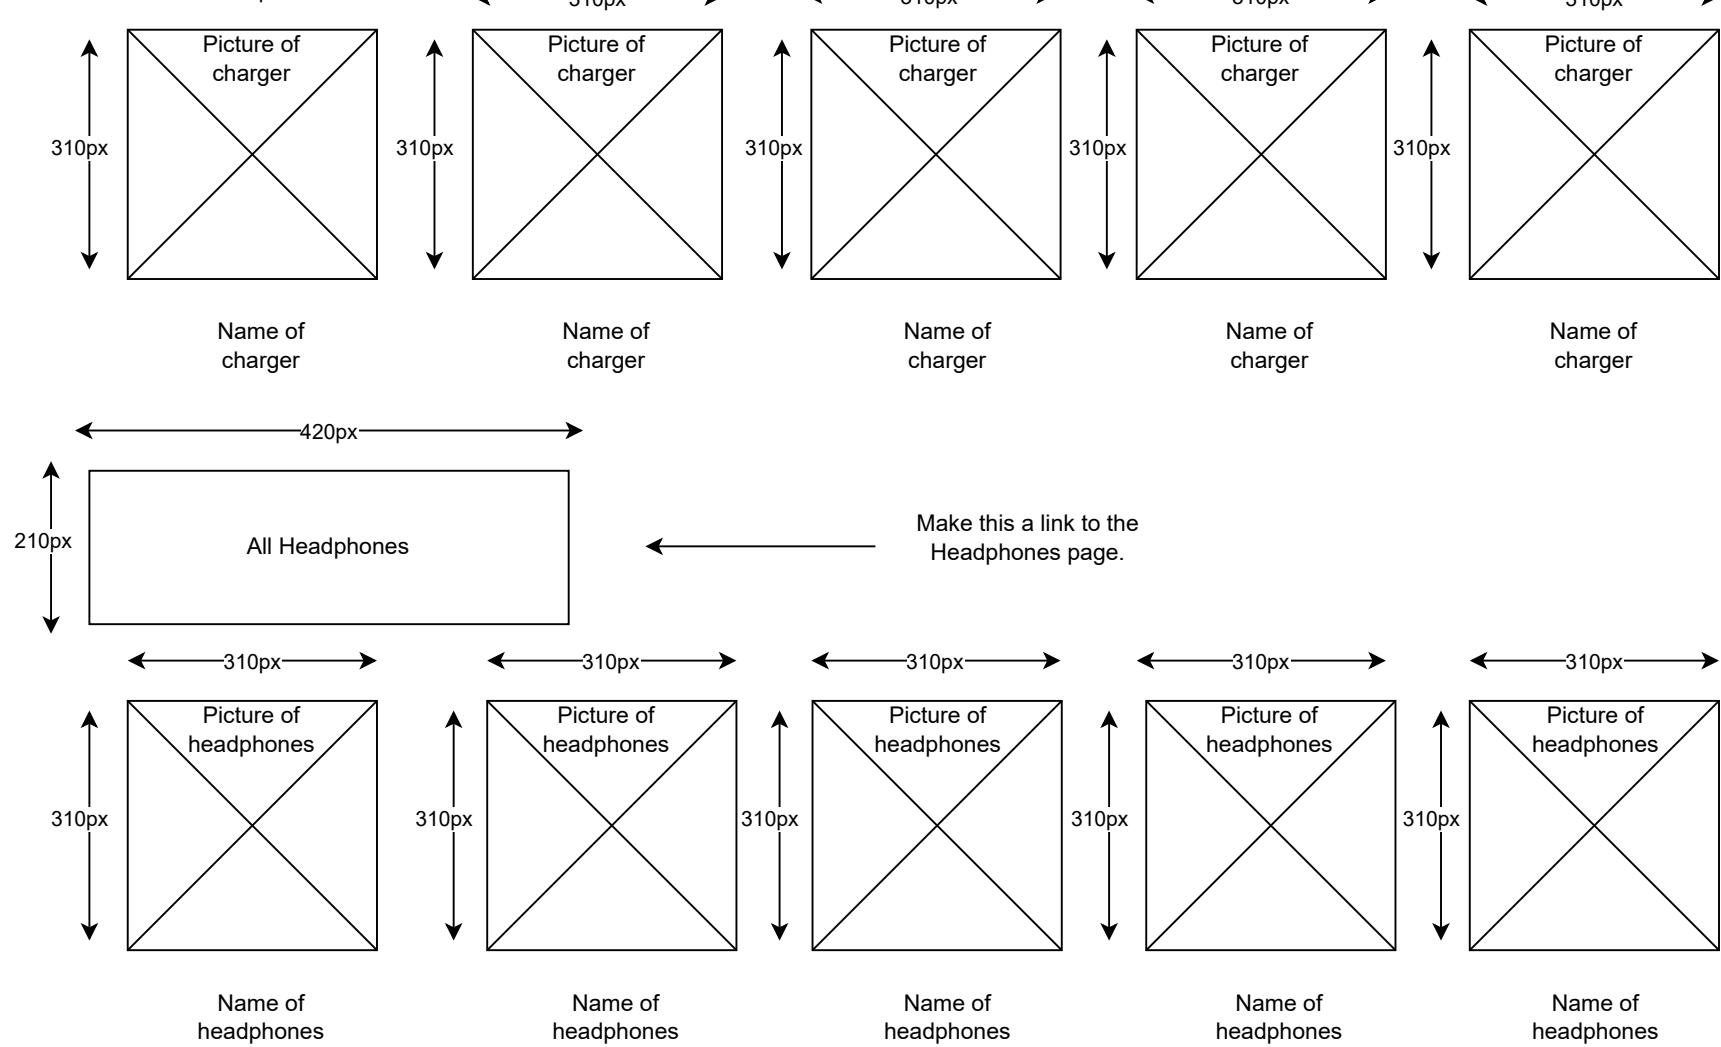 310px
310px
310px
310px
Picture of
charger
Picture of
charger
Picture of
charger
Picture of
charger
Picture of
charger
310px
310px
310px
310px
310px
Name of
charger
Name of
charger
Name of
charger
Name of
charger
Name of
charger
420px
210px
All Headphones
Make this a link to the
Headphones page.
310px
310px
310px
310px
310px
Picture of
headphones
Picture of
headphones
Picture of
headphones
Picture of
headphones
Picture of
headphones
310px
310px
310px
310px
310px
Name of
headphones
Name of
headphones
Name of
headphones
Name of
headphones
Name of
headphones